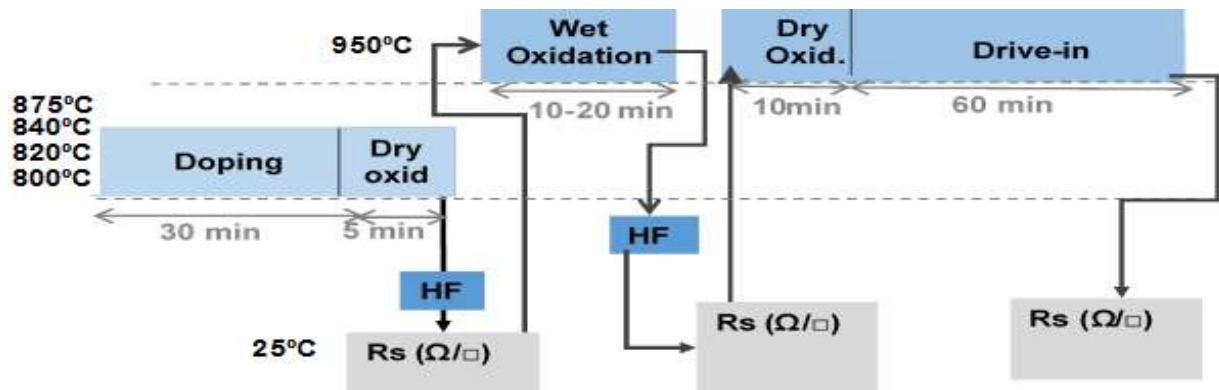 950ºC
Wet
Oxidation
Dry
Oxid.
Drive-in
10-20 min
10min
60 min
875ºC
840ºC
820ºC
800ºC
Doping
Dry
oxid
30 min
5 min
HF
HF
25ºC
Rs (Ω/□)
Rs (Ω/□)
Rs (Ω/□)